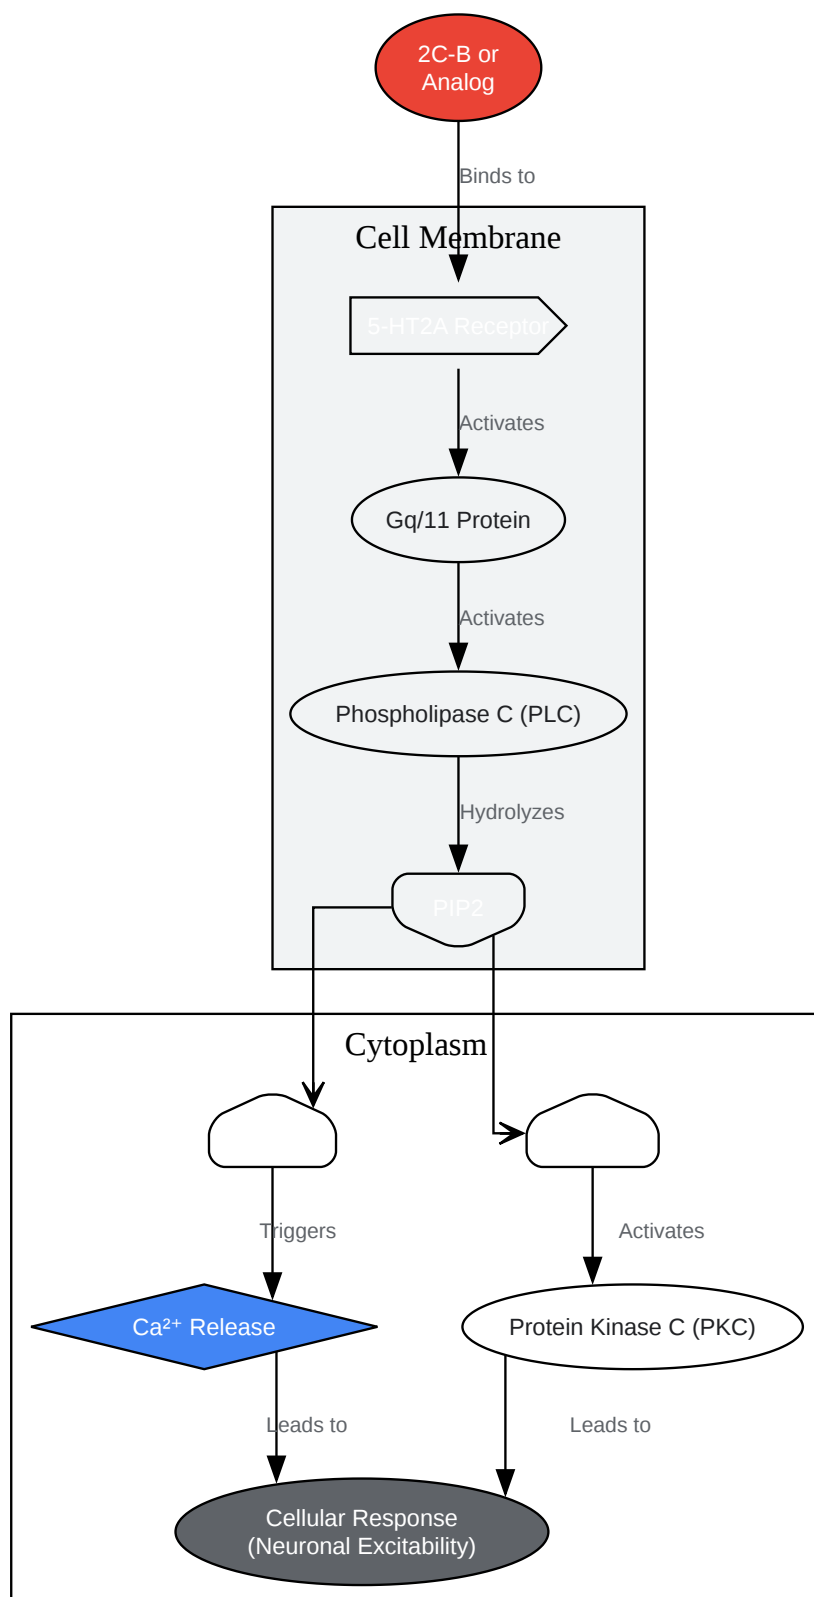 2C-B or
Analog
Binds to
Cell Membrane
5-HT2A Receptor
Activates
Gq/11 Protein
Activates
Phospholipase C (PLC)
Hydrolyzes
PIP2
Cytoplasm
Triggers
Activates
Ca²⁺ Release
Protein Kinase C (PKC)
Leads to
Leads to
Cellular Response
(Neuronal Excitability)